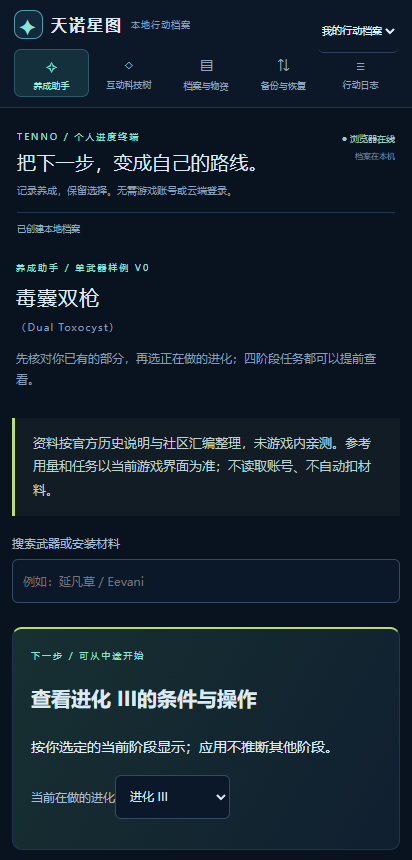 天诺星图 本地行动档案
我的行动档案
养成助手 互动科技树 档案与物资 备份与恢复 行动日志
TENNO / 个人进度终端
浏览器在线
把下一步，变成自己的路线。
档案在本机
记录养成，保留选择。无需游戏账号或云端登录。
已创建本地档案
养成助手 / 单武器样例 V0
毒囊双枪
（Dual Toxocyst）
先核对你已有的部分，再选正在做的进化；四阶段任务都可以提前查
看。
资料按官方历史说明与社区汇编整理，未游戏内亲测。参考
用量和任务以当前游戏界面为准；不读取账号、不自动扣材
料。
搜索武器或安装材料
例如：延凡草 / Eevani
下一步 / 可从中途开始
查看进化 III的条件与操作
按你选定的当前阶段显示；应用不推断其他阶段。
当前在做的进化 进化 III